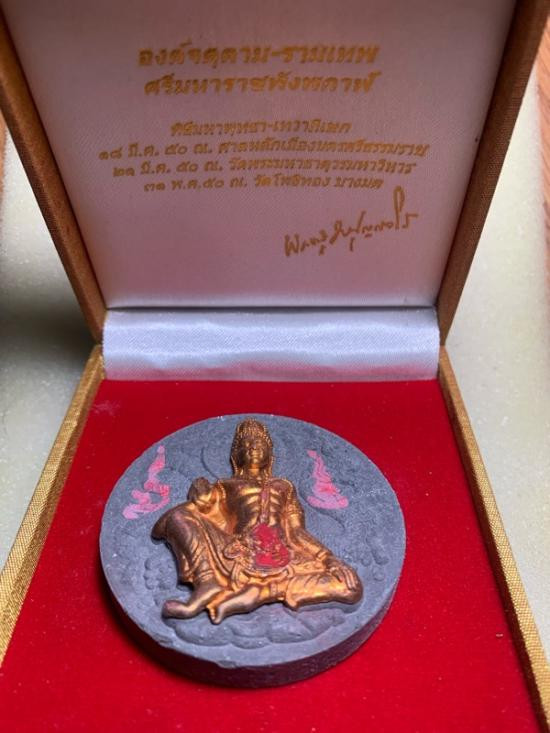 องค์จตุคาม-รามเทพ
ศรีมหาราชพังพกาฬ
พิธีมหาพุทธา-เทวาภิเษก
๑๘ มี.ค. ๕๐ ณ. ศาลหลักเมืองนครศรีธรรมราช
๒๑ มี.ค. ๕๐ ณ. วัดพระมหาธาตุวรมหาวิหาร
๓๑ พ.ค.๕๐ ณ. วัดโพธิทอง บางมด